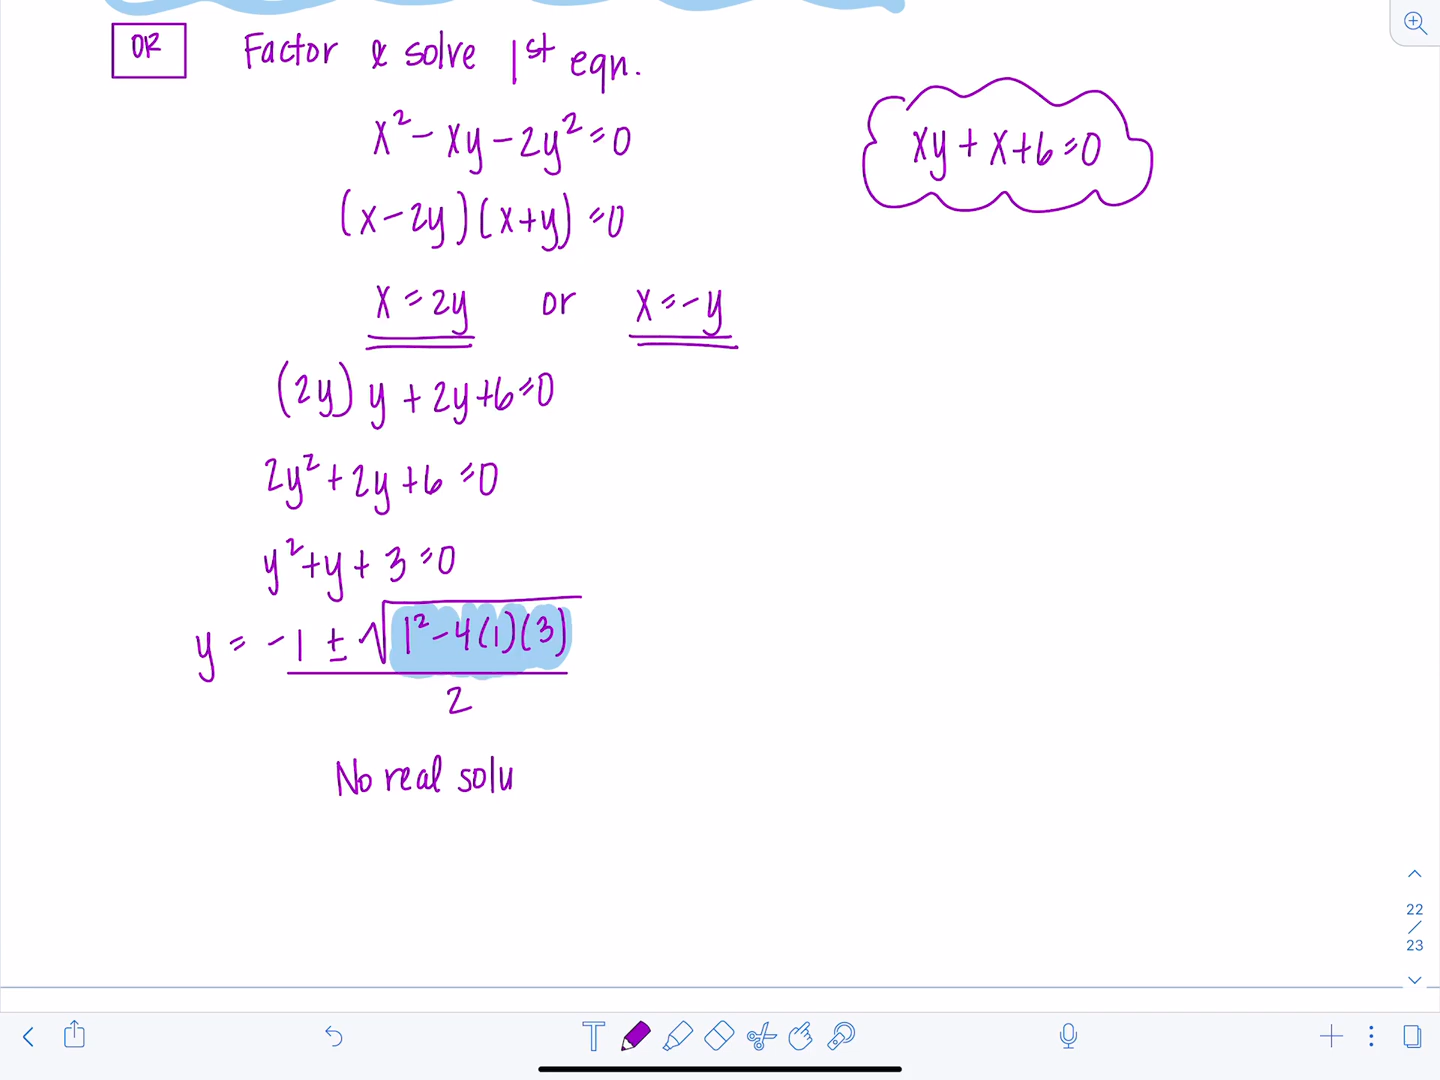 OR Factor & solve 1st eqn.
x² - xy - 2y² = 0
xy + x + 6 = 0
(x - 2y)(x + y) = 0
x = 2y or x = -y
(2y) y + 2y + 6 = 0
2y² + 2y + 6 = 0
y² + y + 3 = 0
y = -1 ± √1² - 4(1)(3)
2
No real solu
22
/
23
T